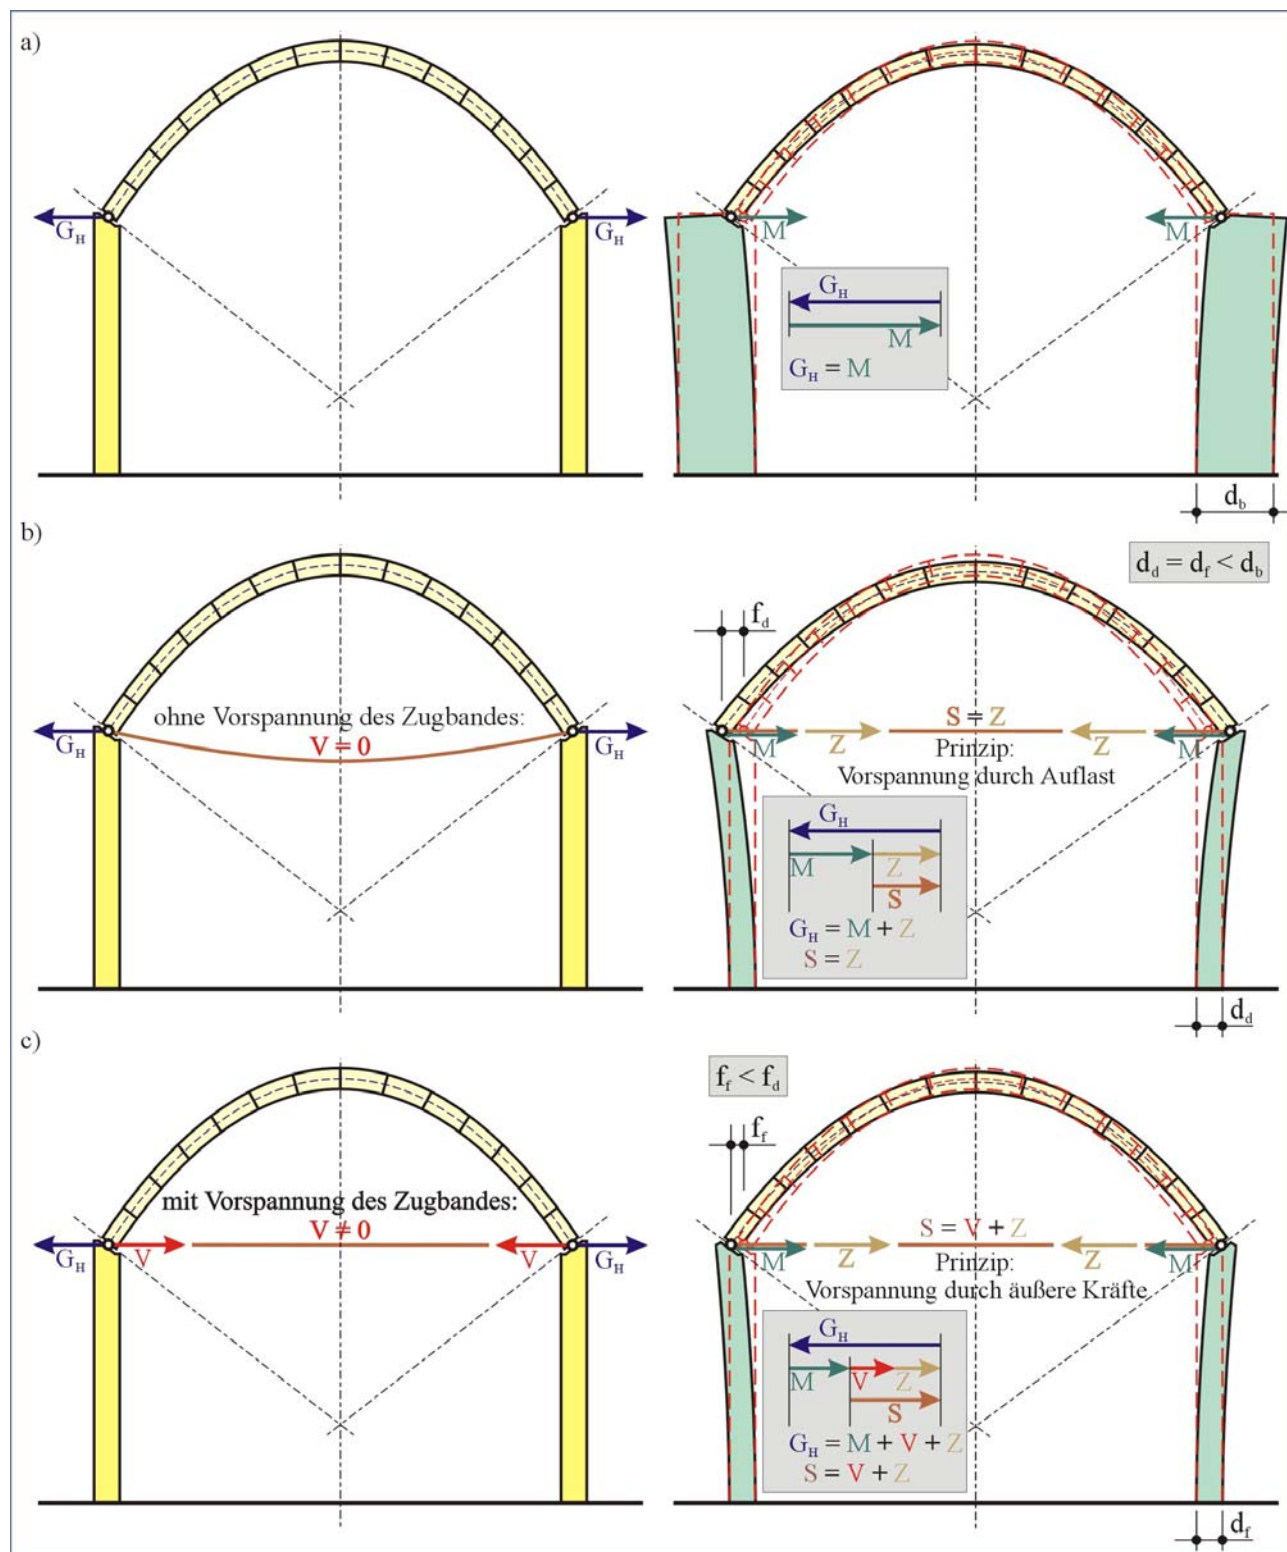 a)
G_H
G_H
M
M
G_H
M
G_H = M
d_b
b)
d_d = d_f < d_b
f_d
ohne Vorspannung des Zugbandes:
V = 0
G_H
G_H
S = Z
M
Z
Z
M
Prinzip:
Vorspannung durch Auflast
G_H
M
Z
S
G_H = M + Z
S = Z
d_d
c)
f_f < f_d
f_f
mit Vorspannung des Zugbandes:
V ≠ 0
G_H
V
V
G_H
S = V + Z
M
Z
Z
M
Prinzip:
Vorspannung durch äußere Kräfte
G_H
M
V
Z
S
G_H = M + V + Z
S = V + Z
d_f